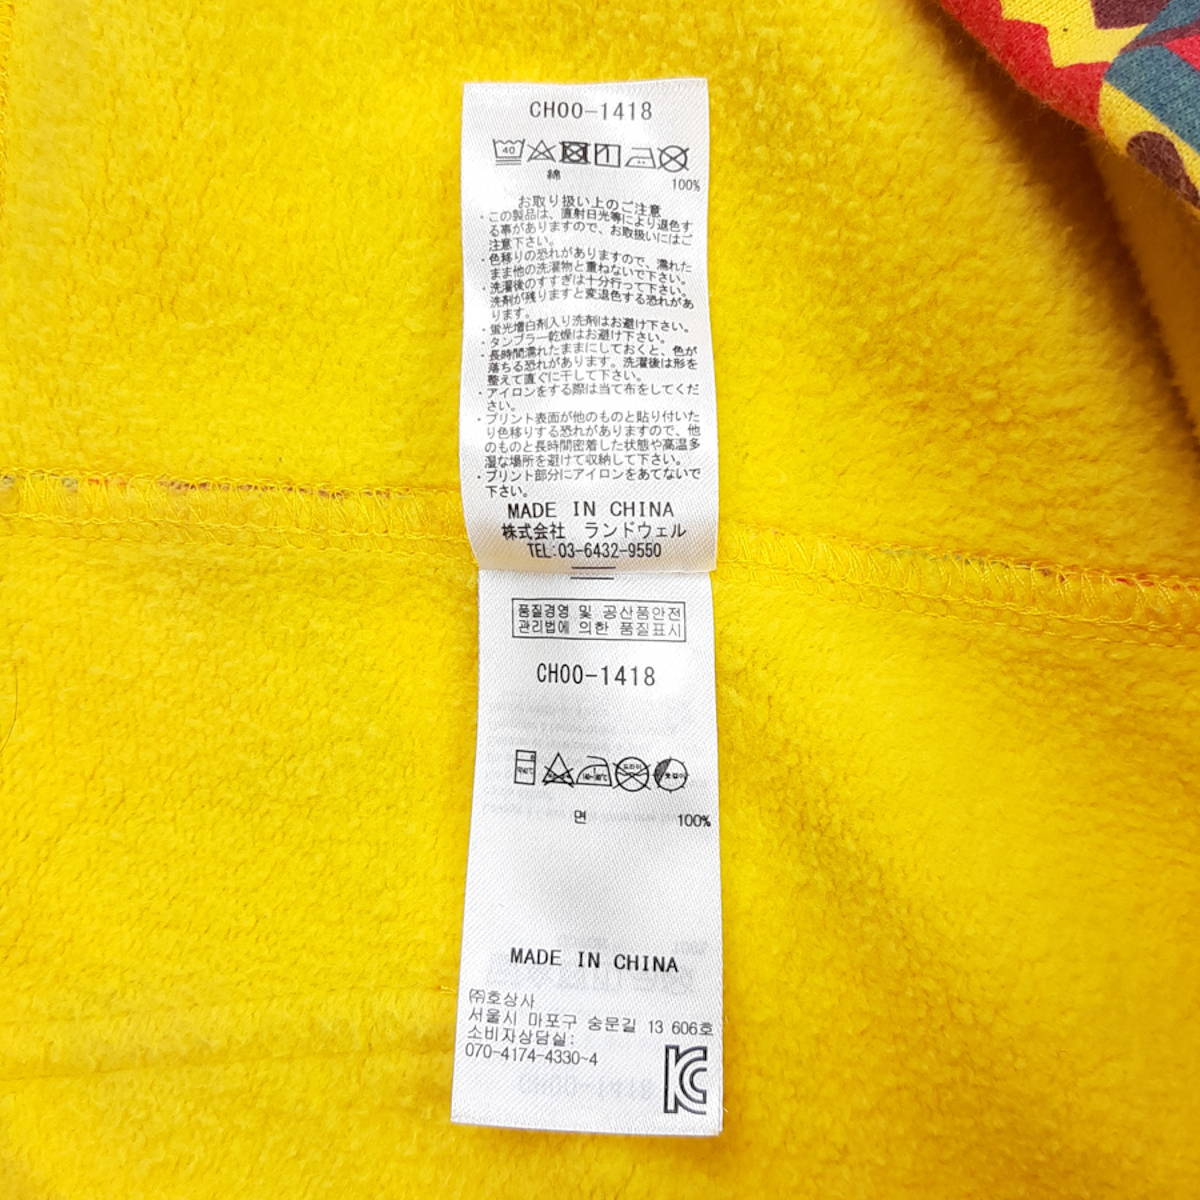 CH00-1418
40
綿 100%
お取り扱い上のご注意
・この製品は、直射日光等により退色す
る事がありますので、お取扱いにはご
注意下さい。
・色移りの恐れがありますので、濡れた
まま他の洗濯物と重ねないで下さい。
・洗濯後のすすぎは十分行って下さい。
洗剤が残りますと変退色する恐れがあ
ります。
・蛍光増白剤入り洗剤はお避け下さい。
・タンブラー乾燥はお避け下さい。
・長時間濡れたままにしておくと、色が
落ちる恐れがあります。洗濯後は形を
整えて直ぐに干して下さい。
・アイロンをする際は当て布をしてくだ
さい。
・プリント表面が他のものと貼り付いた
り色移りする恐れがありますので、他
のものと長時間密着した状態や高温多
湿な場所を避けて収納して下さい。
・プリント部分にアイロンをあてないで
下さい。
MADE IN CHINA
株式会社 ランドウェル
TEL:03-6432-9550
품질경영 및 공산품안전
관리법에 의한 품질표시
CH00-1418
드라이
면 100%
MADE IN CHINA
㈜호상사
서울시 마포구 숭문길 13 606호
소비자상담실:
070-4174-4330~4